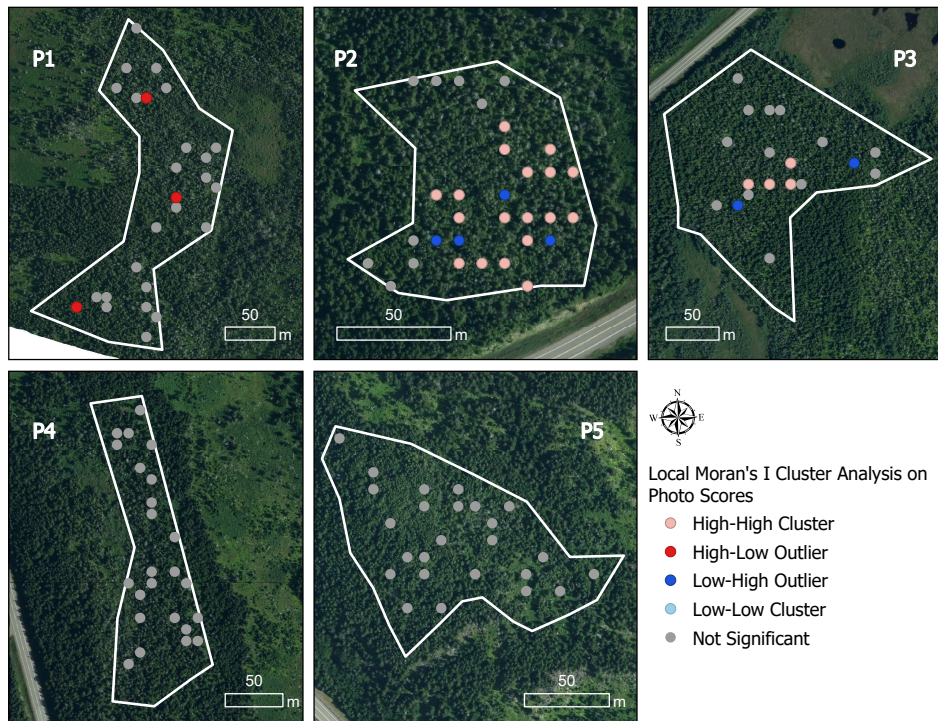 P1
P2
P3
50
m
50
m
50
m
P4
P5
50
m
50
m
N
W
E
S
Local Moran's I Cluster Analysis on
Photo Scores
High-High Cluster
High-Low Outlier
Low-High Outlier
Low-Low Cluster
Not Significant